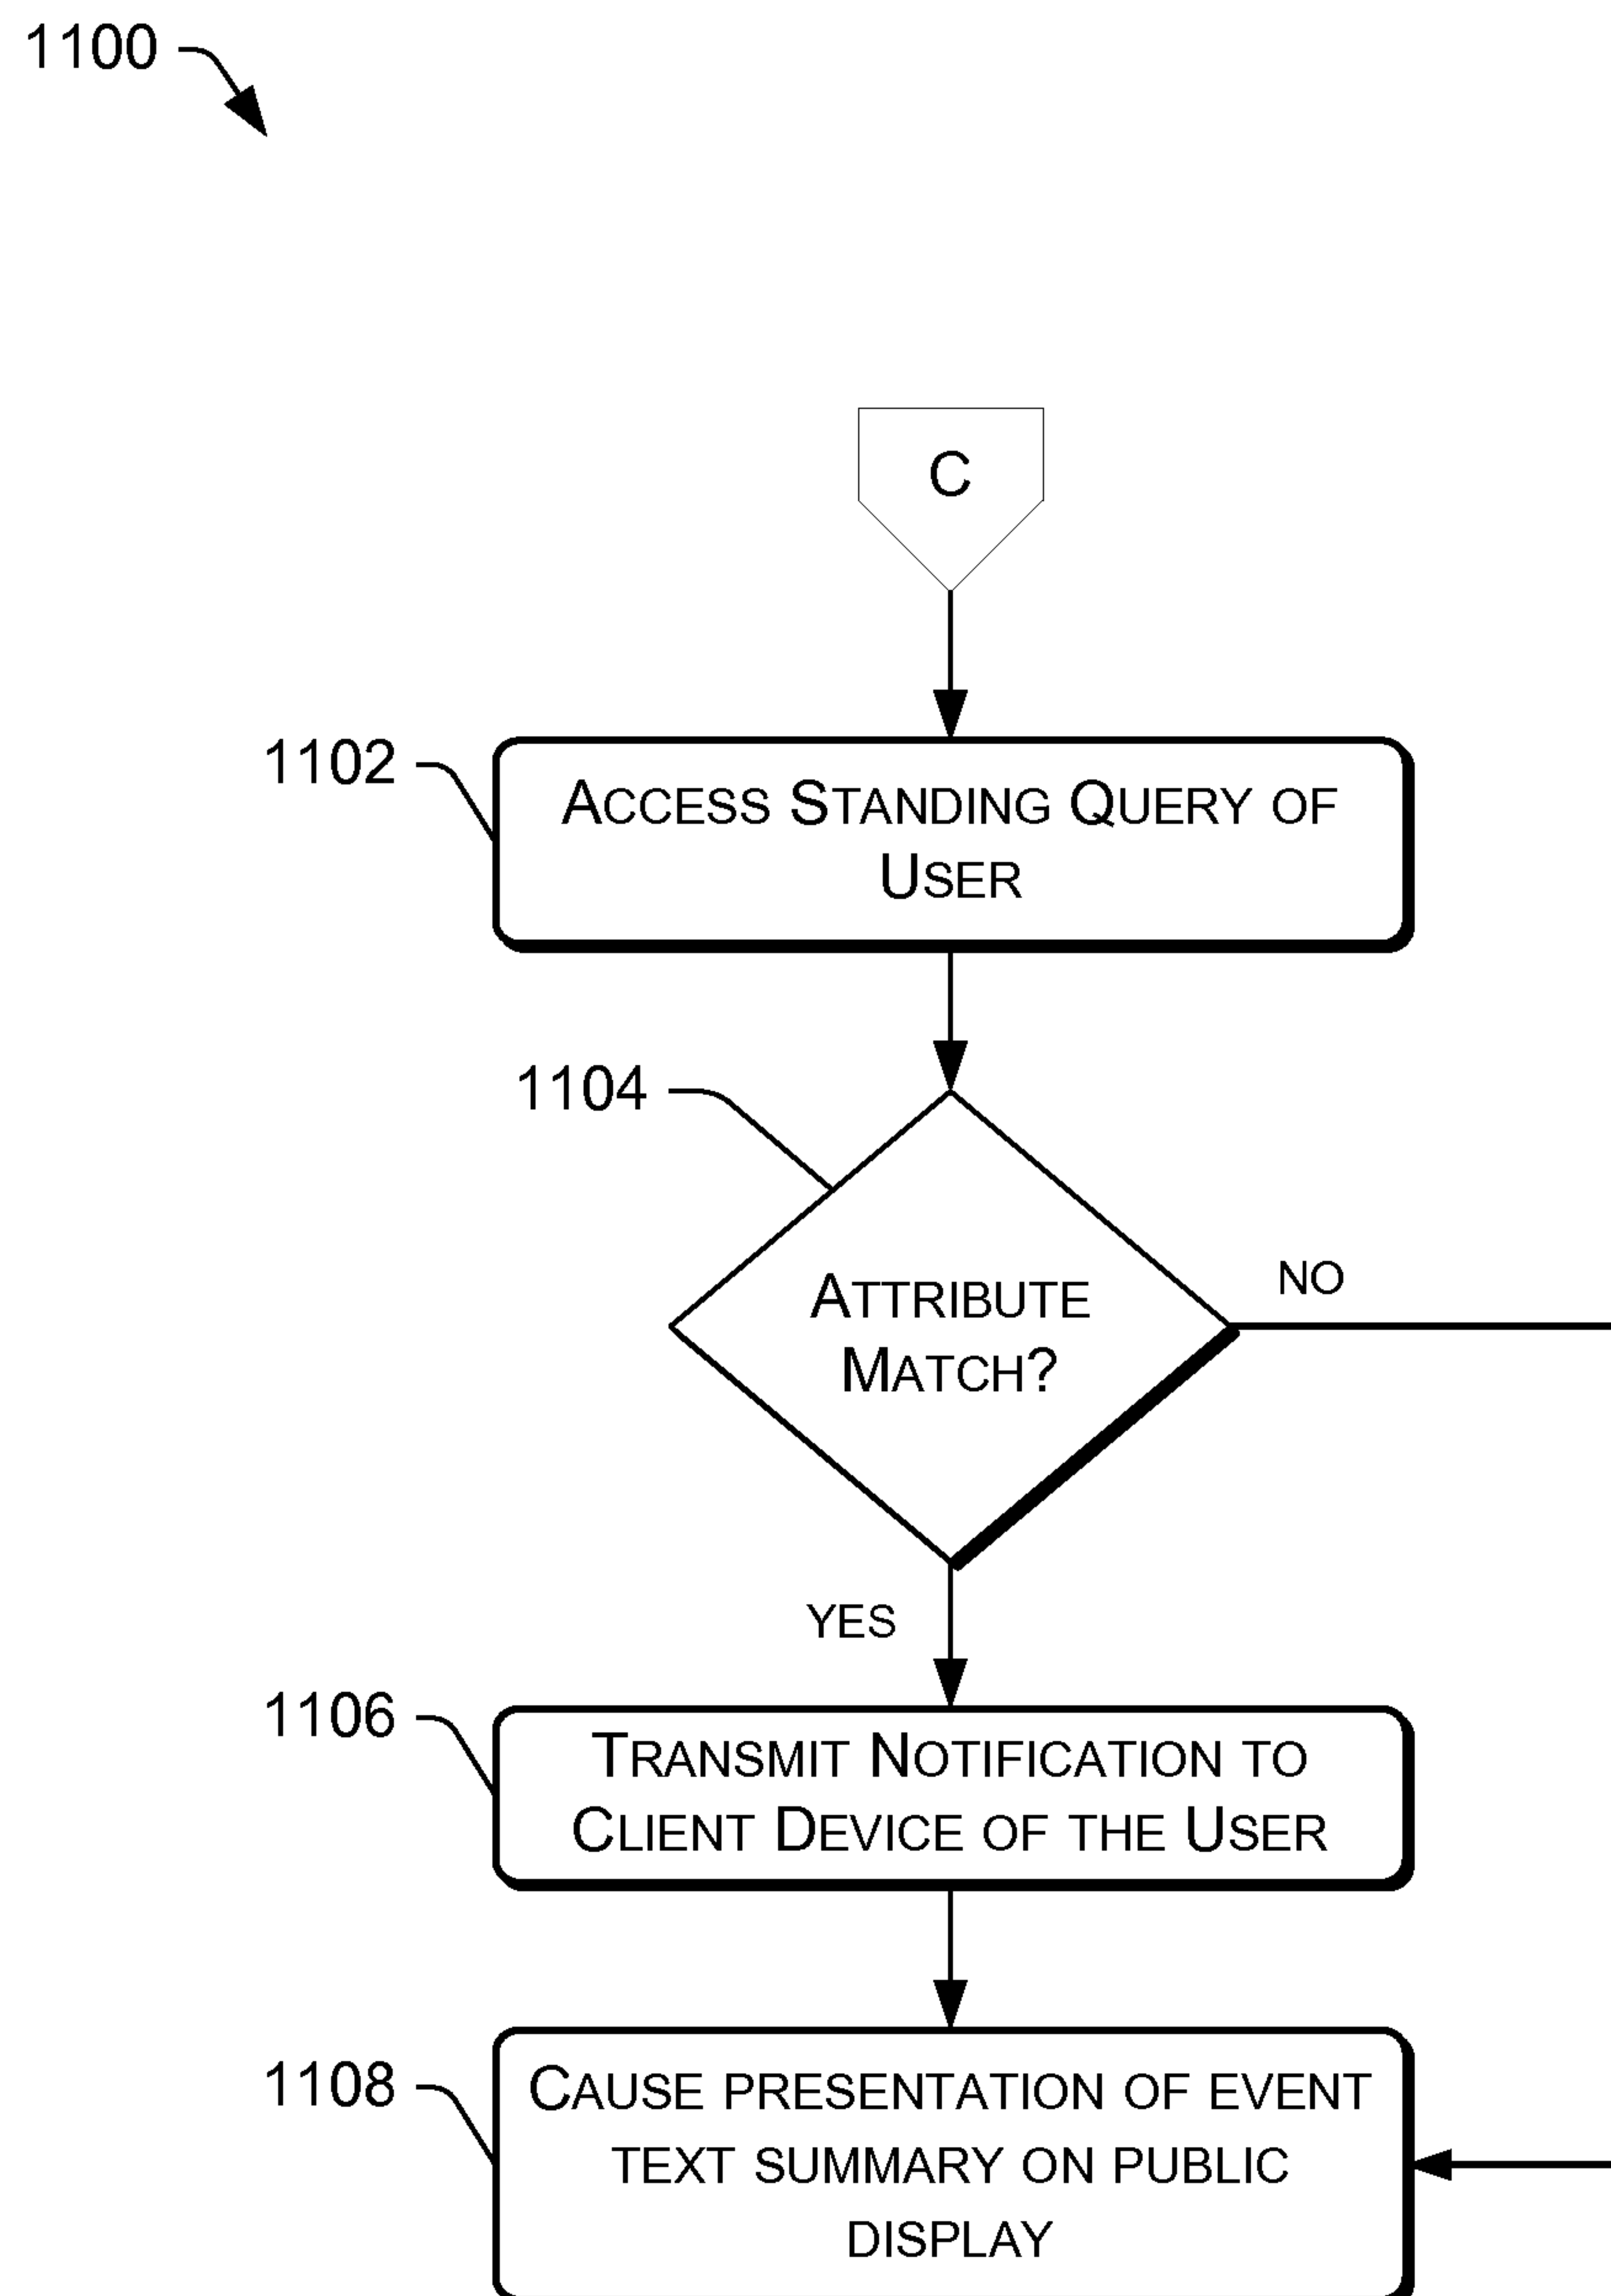 1100
C
1102
ACCESS STANDING QUERY OF
USER
1104
ATTRIBUTE
MATCH?
NO
YES
1106
TRANSMIT NOTIFICATION TO
CLIENT DEVICE OF THE USER
1108
CAUSE PRESENTATION OF EVENT
TEXT SUMMARY ON PUBLIC
DISPLAY